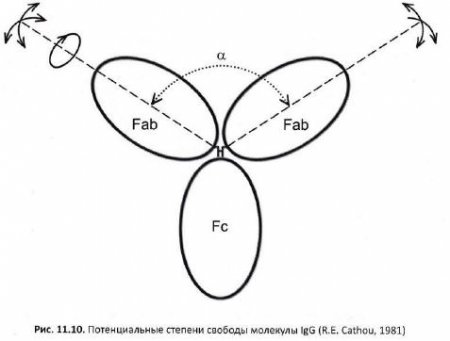 α
Fab
Fab
H
Fc
Рис. 11.10. Потенциальные степени свободы молекулы IgG (R.E. Cathou, 1981)